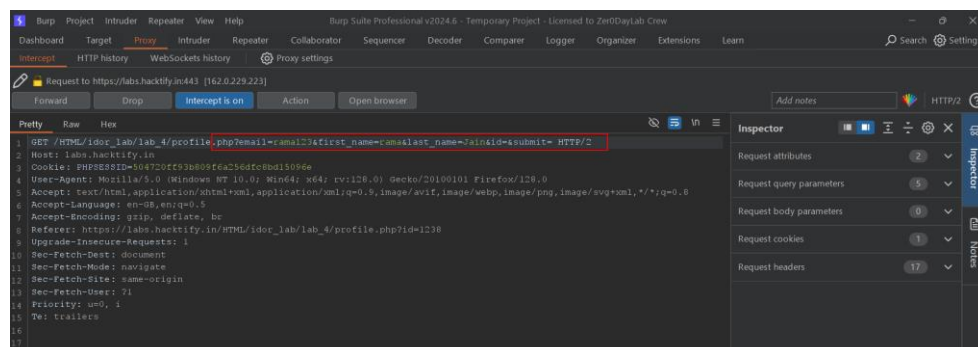 Burp Project Intruder Repeater View Help Burp Suite Professional v2024.6 - Temporary Project - Licensed to Zer0DayLab Crew
Dashboard Target Proxy Intruder Repeater Collaborator Sequencer Decoder Comparer Logger Organizer Extensions Learn Search Setting
Intercept HTTP history WebSockets history Proxy settings
Request to https://labs.hacktify.in:443 [162.0.229.223]
Forward Drop Intercept is on Action Open browser Add notes HTTP/2
Pretty Raw Hex \n Inspector
1 GET /HTML/idor_lab/lab_4/profile.php?email=rama123&first_name=rama&last_name=Jain&id=&submit= HTTP/2
2 Host: labs.hacktify.in
3 Cookie: PHPSESSID=504720ff93b809f6a256dfc8bd15096e
4 User-Agent: Mozilla/5.0 (Windows NT 10.0; Win64; x64; rv:128.0) Gecko/20100101 Firefox/128.0
5 Accept: text/html,application/xhtml+xml,application/xml;q=0.9,image/avif,image/webp,image/png,image/svg+xml,*/*;q=0.8
6 Accept-Language: en-GB,en;q=0.5
7 Accept-Encoding: gzip, deflate, br
8 Referer: https://labs.hacktify.in/HTML/idor_lab/lab_4/profile.php?id=1238
9 Upgrade-Insecure-Requests: 1
10 Sec-Fetch-Dest: document
11 Sec-Fetch-Mode: navigate
12 Sec-Fetch-Site: same-origin
13 Sec-Fetch-User: ?1
14 Priority: u=0, i
15 Te: trailers
16
17
Request attributes 2
Request query parameters 5
Request body parameters 0
Request cookies 1
Request headers 17
Inspector
Notes